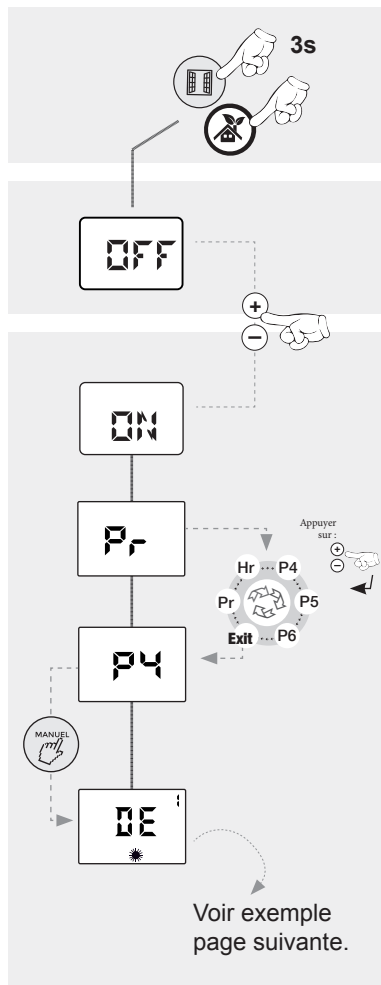 3s
OFF
+
−
ON
Pr
Appuyer
sur :
+
−
Hr ... P4
Pr P5
Exit ... P6
P4
MANUEL
DE 1
Voir exemple
page suivante.